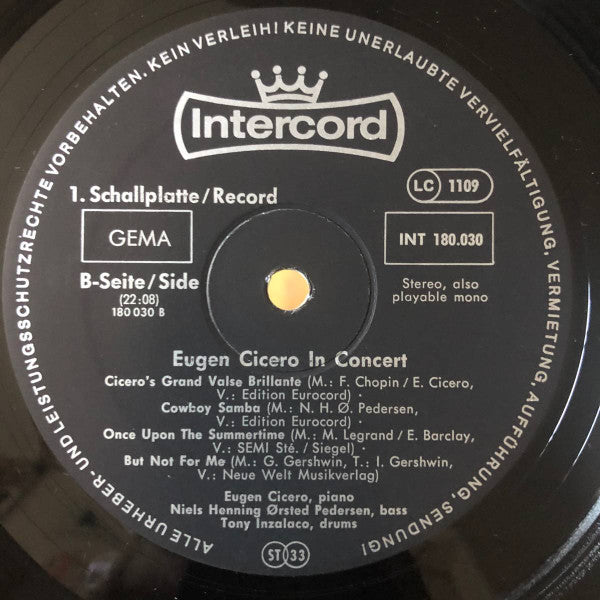 ALLE URHEBER- UND LEISTUNGSSCHUTZRECHTE VORBEHALTEN. KEIN VERLEIH! KEINE UNERLAUBTE VERVIELFÄLTIGUNG, VERMIETUNG, AUFFÜHRUNG, SENDUNG!
Intercord
1. Schallplatte/Record
LC 1109
GEMA
INT 180.030
B-Seite/Side
(22:08)
180 030 B
Stereo, also
playable mono
Eugen Cicero In Concert
Cicero's Grand Valse Brillante (M.: F. Chopin / E. Cicero,
V.: Edition Eurocord) ·
Cowboy Samba (M.: N. H. Ø. Pedersen,
V.: Edition Eurocord) ·
Once Upon The Summertime (M.: M. Legrand / E. Barclay,
V.: SEMI Sté. / Siegel) ·
But Not For Me (M.: G. Gershwin, T.: I. Gershwin,
V.: Neue Welt Musikverlag)
Eugen Cicero, piano
Niels Henning Ørsted Pedersen, bass
Tony Inzalaco, drums
ST 33